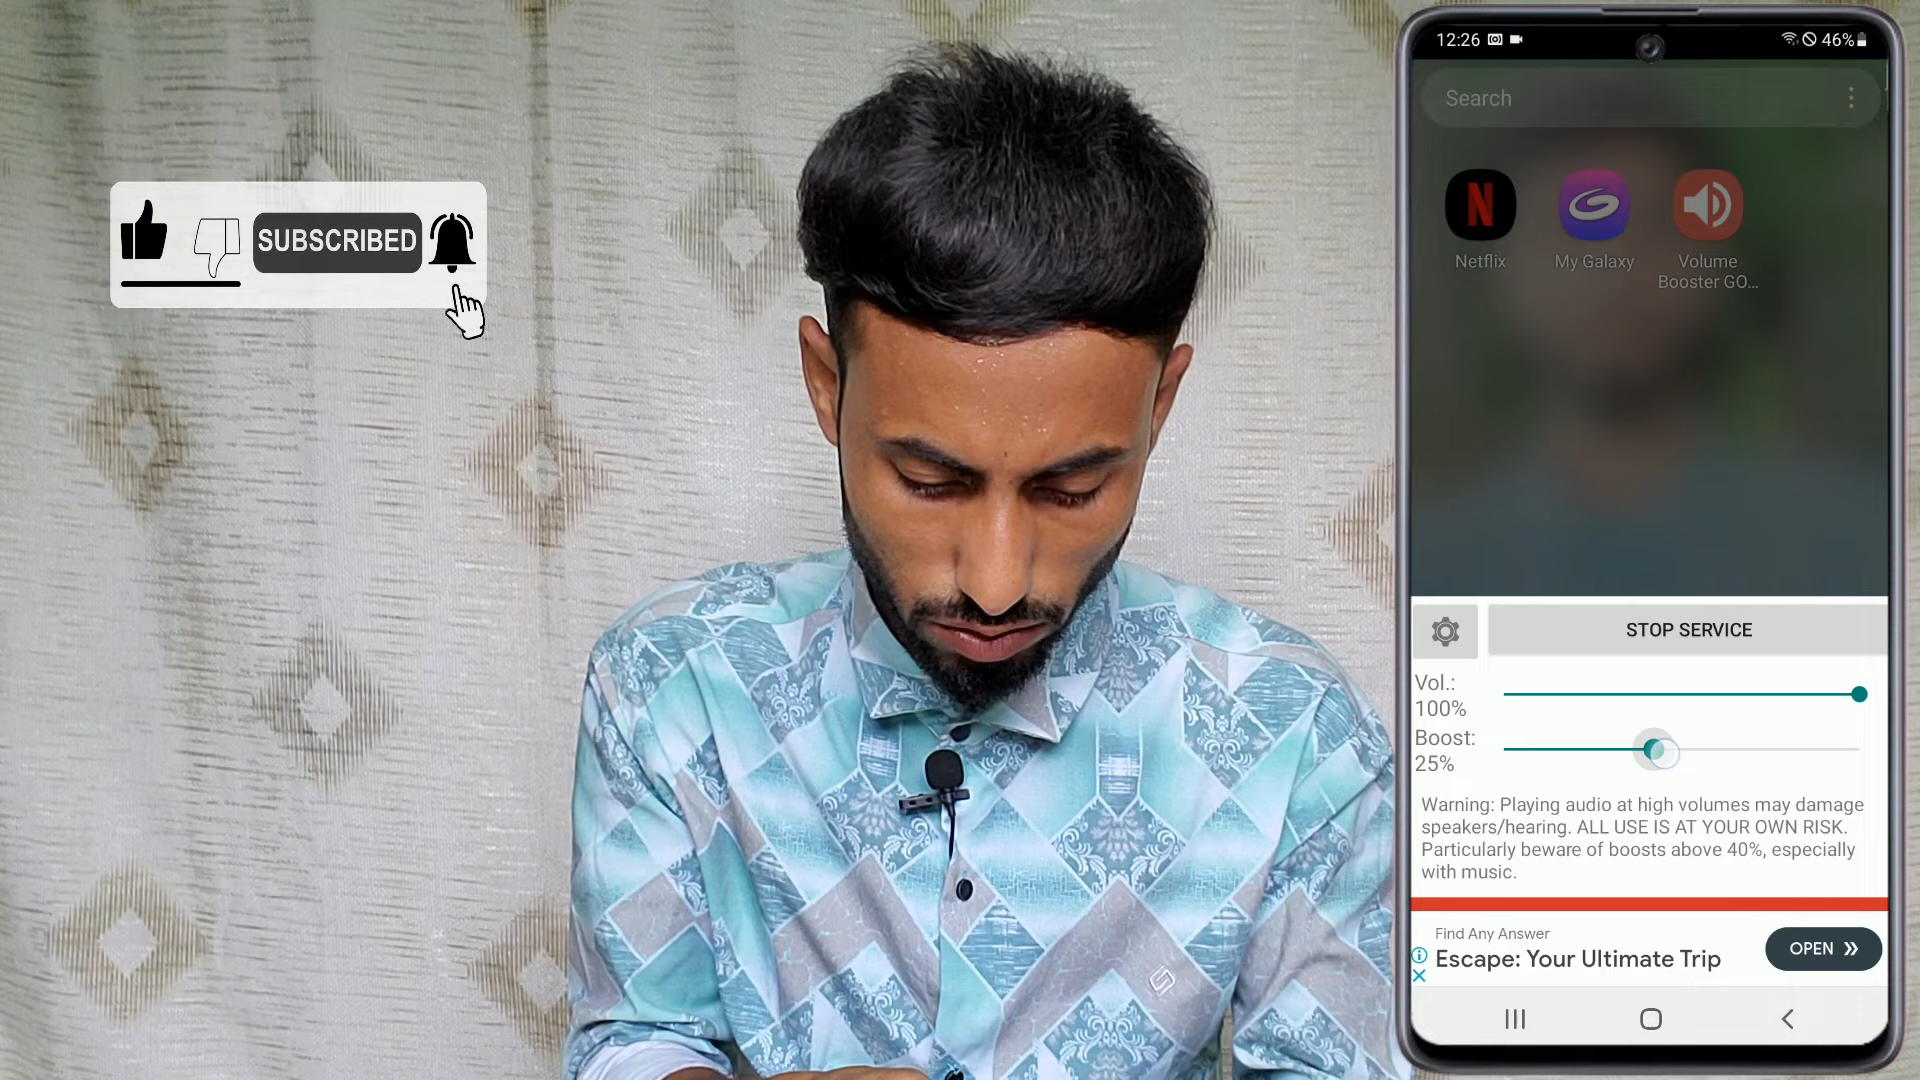 SUBSCRIBED
12:26
46%
Search
Netflix
My Galaxy
Volume
Booster GO...
STOP SERVICE
Vol.:
100%
Boost:
25%
Warning: Playing audio at high volumes may damage
speakers/hearing. ALL USE IS AT YOUR OWN RISK.
Particularly beware of boosts above 40%, especially
with music.
Find Any Answer
Escape: Your Ultimate Trip
OPEN